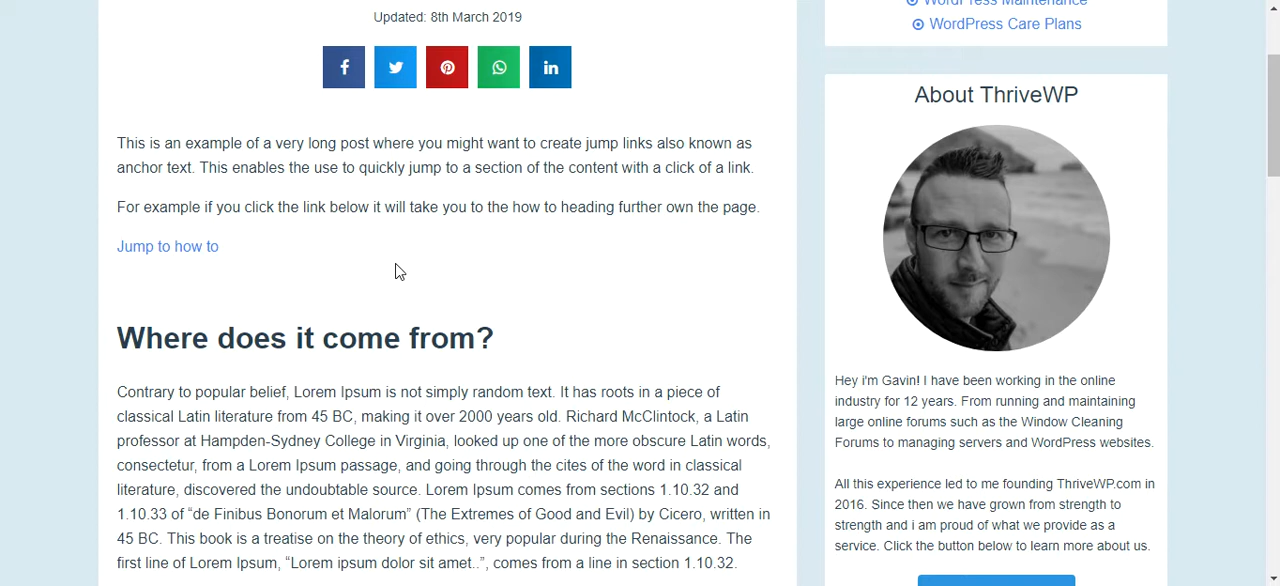 Updated: 8th March 2019
This is an example of a very long post where you might want to create jump links also known as
anchor text. This enables the use to quickly jump to a section of the content with a click of a link.
For example if you click the link below it will take you to the how to heading further own the page.
Jump to how to
Where does it come from?
Contrary to popular belief, Lorem Ipsum is not simply random text. It has roots in a piece of
classical Latin literature from 45 BC, making it over 2000 years old. Richard McClintock, a Latin
professor at Hampden-Sydney College in Virginia, looked up one of the more obscure Latin words,
consectetur, from a Lorem Ipsum passage, and going through the cites of the word in classical
literature, discovered the undoubtable source. Lorem Ipsum comes from sections 1.10.32 and
1.10.33 of “de Finibus Bonorum et Malorum” (The Extremes of Good and Evil) by Cicero, written in
45 BC. This book is a treatise on the theory of ethics, very popular during the Renaissance. The
first line of Lorem Ipsum, “Lorem ipsum dolor sit amet..”, comes from a line in section 1.10.32.
WordPress Maintenance
WordPress Care Plans
About ThriveWP
Hey i'm Gavin! I have been working in the online
industry for 12 years. From running and maintaining
large online forums such as the Window Cleaning
Forums to managing servers and WordPress websites.
All this experience led to me founding ThriveWP.com in
2016. Since then we have grown from strength to
strength and i am proud of what we provide as a
service. Click the button below to learn more about us.